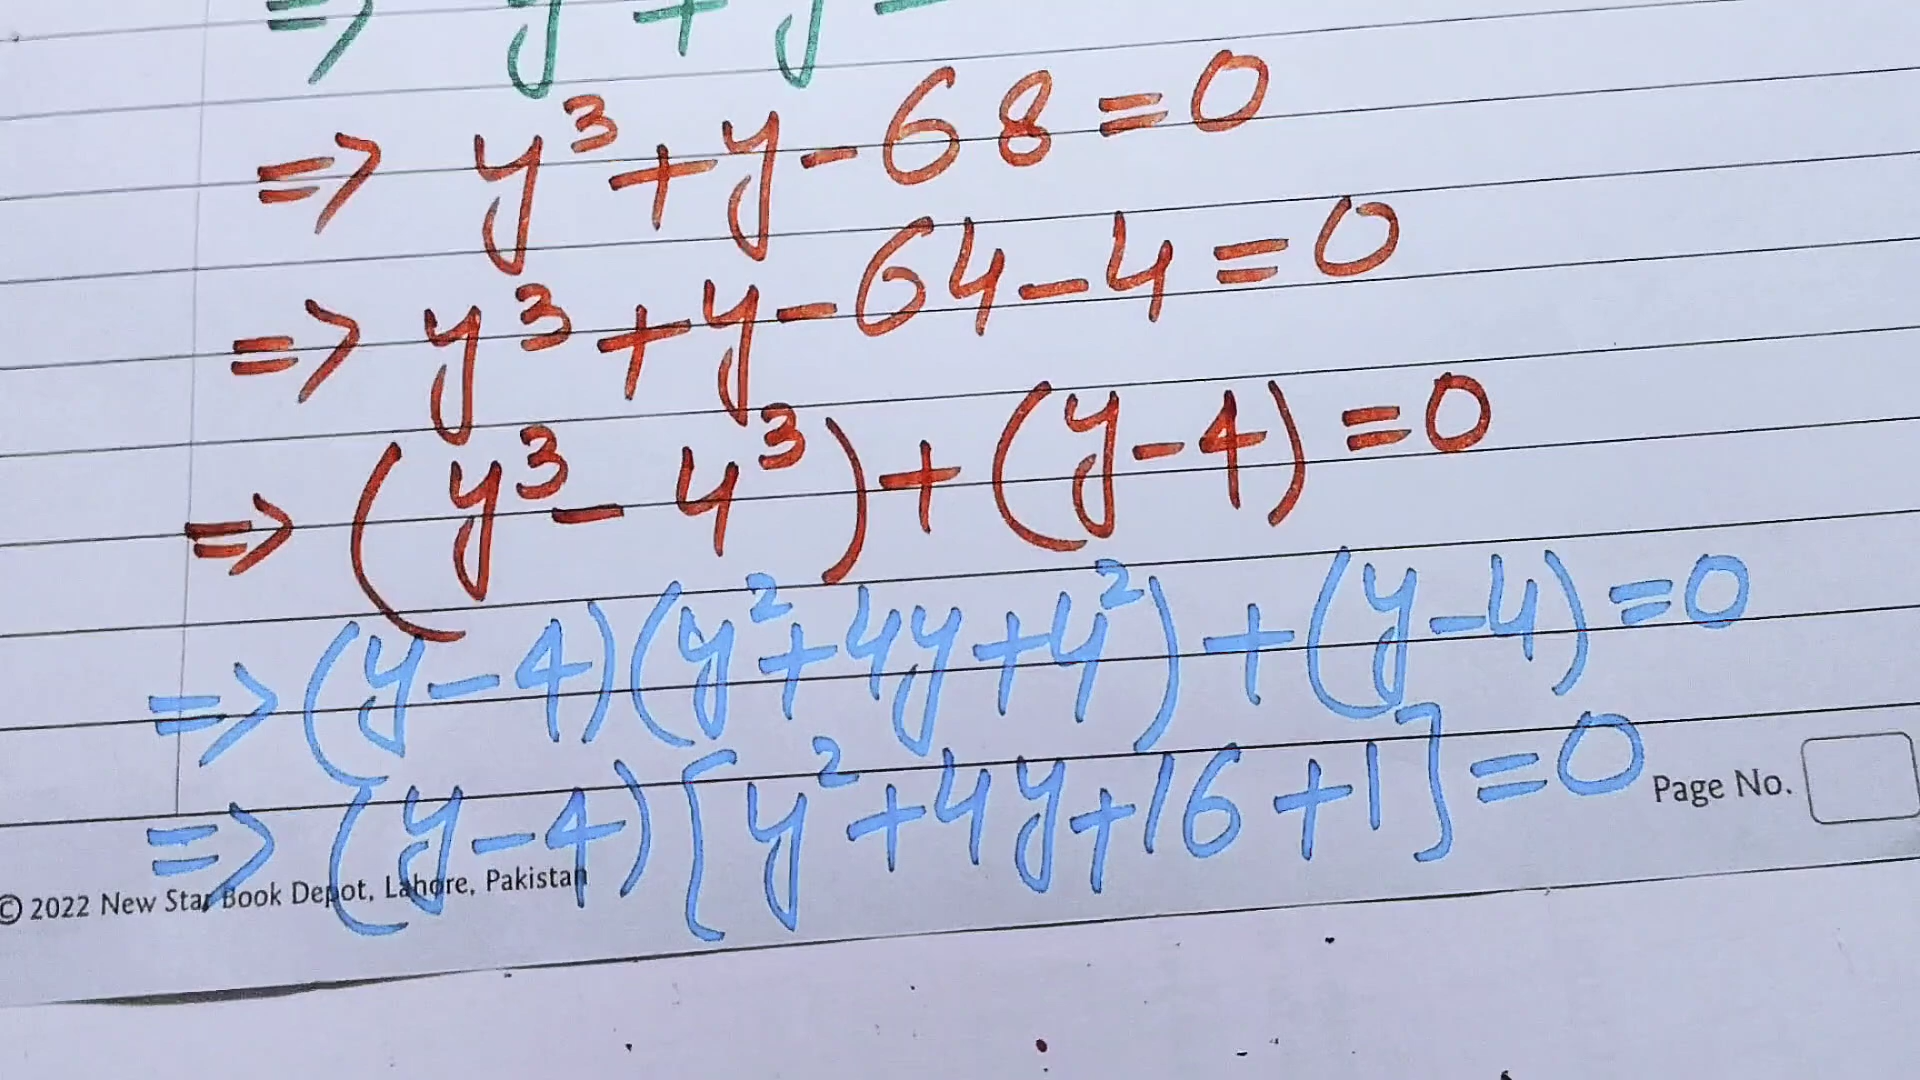 => y + y
=> y³ + y - 68 = 0
=> y³ + y - 64 - 4 = 0
=> (y³ - 4³) + (y - 4) = 0
=> (y - 4)(y² + 4y + 4²) + (y - 4) = 0
=> (y - 4)[y² + 4y + 16 + 1] = 0
Page No.
© 2022 New Star Book Depot, Lahore, Pakistan